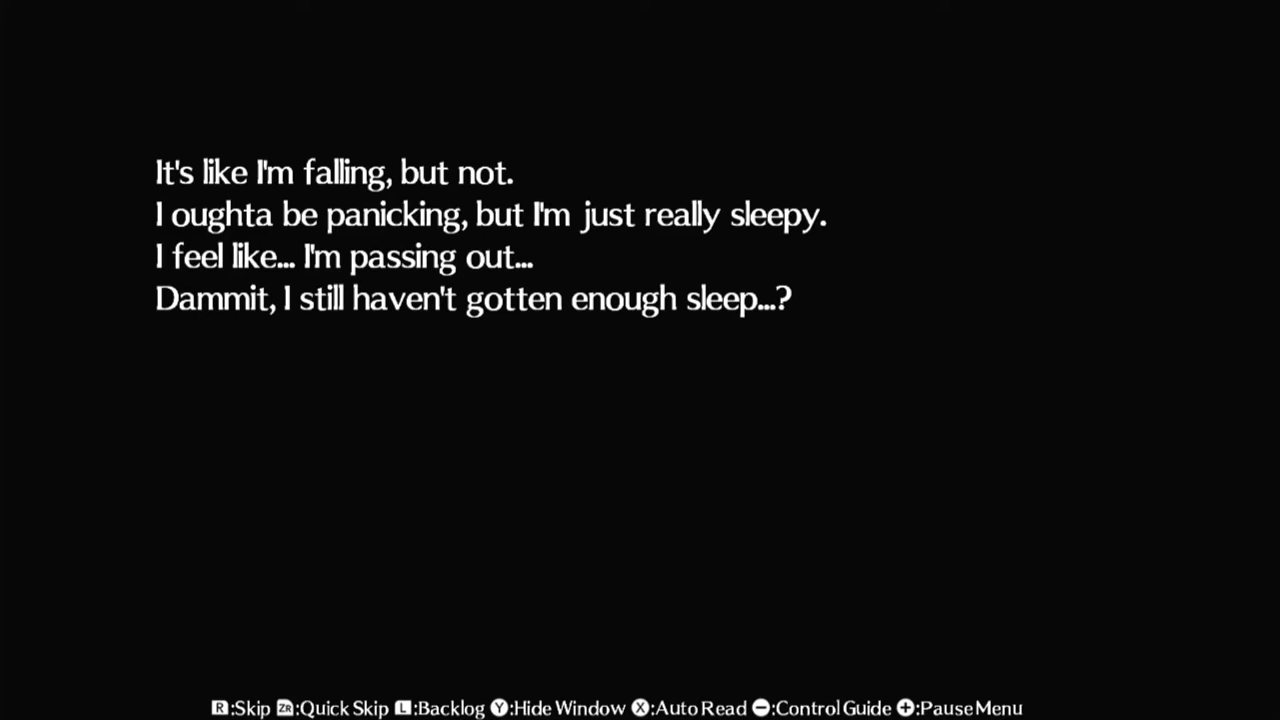 It's like I'm falling, but not.
I oughta be panicking, but I'm just really sleepy.
I feel like... I'm passing out...
Dammit, I still haven't gotten enough sleep...?
R:Skip ZR:Quick Skip L:Backlog Y:Hide Window X:Auto Read −:Control Guide +:Pause Menu